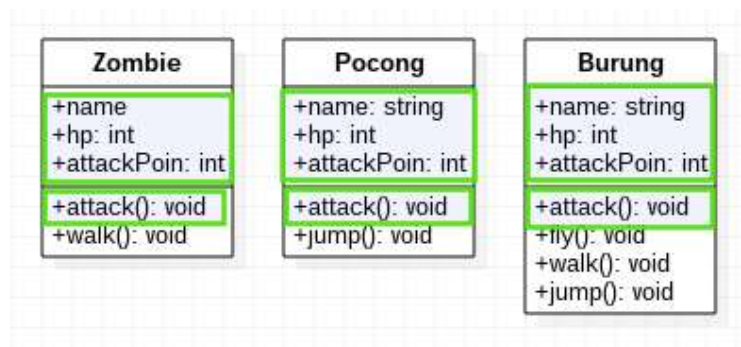 Zombie
+name
+hp: int
+attackPoin: int
+attack(): void
+walk(): void
Pocong
+name: string
+hp: int
+attackPoin: int
+attack(): void
+jump(): void
Burung
+name: string
+hp: int
+attackPoin: int
+attack(): void
+fly(): void
+walk(): void
+jump(): void